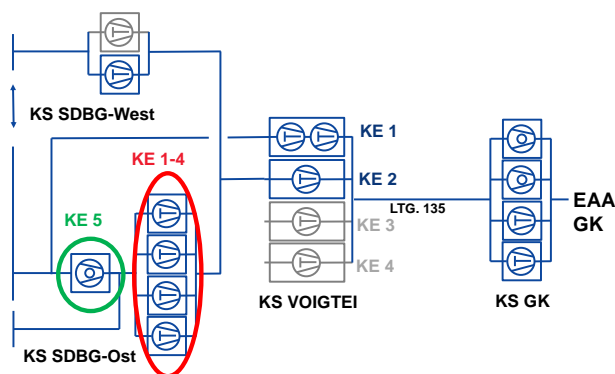 KS SDBG-West
KE 1-4
KE 5
KS SDBG-Ost
KE 1
KE 2
KE 3
KE 4
KS VOIGTEI
LTG. 135
KS GK
EAA
GK